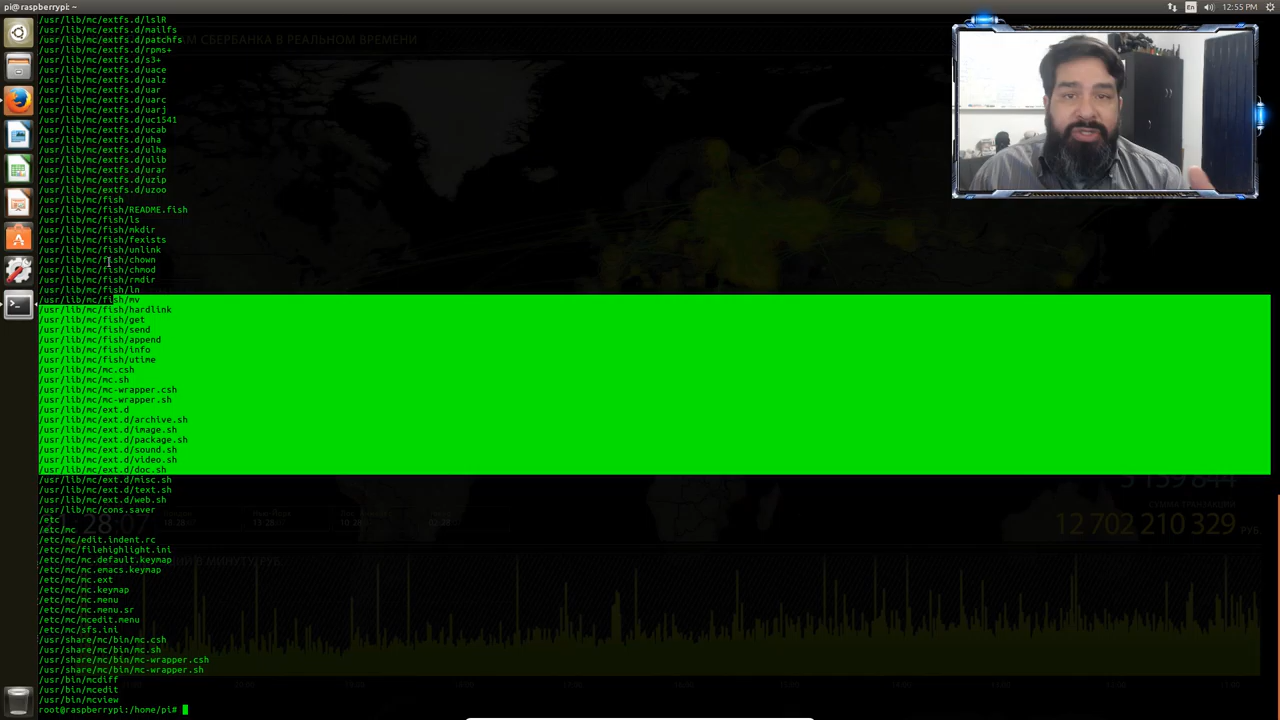 pi@raspberrypi: ~
En
12:55 PM
/usr/lib/mc/extfs.d/lslR
/usr/lib/mc/extfs.d/mailfs
/usr/lib/mc/extfs.d/patchfs
АМ СБЕРБАНКА В РЕАЛЬНОМ ВРЕМЕНИ
/usr/lib/mc/extfs.d/rpms+
/usr/lib/mc/extfs.d/s3+
/usr/lib/mc/extfs.d/uace
/usr/lib/mc/extfs.d/ualz
/usr/lib/mc/extfs.d/uar
/usr/lib/mc/extfs.d/uarc
/usr/lib/mc/extfs.d/uarj
/usr/lib/mc/extfs.d/uc1541
/usr/lib/mc/extfs.d/ucab
/usr/lib/mc/extfs.d/uha
/usr/lib/mc/extfs.d/ulha
/usr/lib/mc/extfs.d/ulib
/usr/lib/mc/extfs.d/urar
/usr/lib/mc/extfs.d/uzip
/usr/lib/mc/extfs.d/uzoo
/usr/lib/mc/fish
/usr/lib/mc/fish/README.fish
/usr/lib/mc/fish/ls
/usr/lib/mc/fish/mkdir
/usr/lib/mc/fish/fexists
/usr/lib/mc/fish/unlink
/usr/lib/mc/fish/chown
/usr/lib/mc/fish/chmod
/usr/lib/mc/fish/rmdir
/usr/lib/mc/fish/ln
/usr/lib/mc/fish/mv
/usr/lib/mc/fish/hardlink
/usr/lib/mc/fish/get
/usr/lib/mc/fish/send
/usr/lib/mc/fish/append
/usr/lib/mc/fish/info
/usr/lib/mc/fish/utime
/usr/lib/mc/mc.csh
/usr/lib/mc/mc.sh
/usr/lib/mc/mc-wrapper.csh
/usr/lib/mc/mc-wrapper.sh
/usr/lib/mc/ext.d
/usr/lib/mc/ext.d/archive.sh
/usr/lib/mc/ext.d/image.sh
/usr/lib/mc/ext.d/package.sh
/usr/lib/mc/ext.d/sound.sh
/usr/lib/mc/ext.d/video.sh
/usr/lib/mc/ext.d/doc.sh
/usr/lib/mc/ext.d/misc.sh
/usr/lib/mc/ext.d/text.sh
/usr/lib/mc/ext.d/web.sh
/usr/lib/mc/cons.saver
/etc
/etc/mc
28:07
12 702 210 329 РУБ.
/etc/mc/edit.indent.rc
/etc/mc/filehighlight.ini
/etc/mc/mc.default.keymap
/etc/mc/mc.emacs.keymap
/etc/mc/mc.ext
/etc/mc/mc.keymap
/etc/mc/mc.menu
/etc/mc/mc.menu.sr
/etc/mc/mcedit.menu
/etc/mc/sfs.ini
/usr/share/mc/bin/mc.csh
/usr/share/mc/bin/mc.sh
/usr/share/mc/bin/mc-wrapper.csh
/usr/share/mc/bin/mc-wrapper.sh
/usr/bin/mcdiff
/usr/bin/mcedit
/usr/bin/mcview
root@raspberrypi:/home/pi#